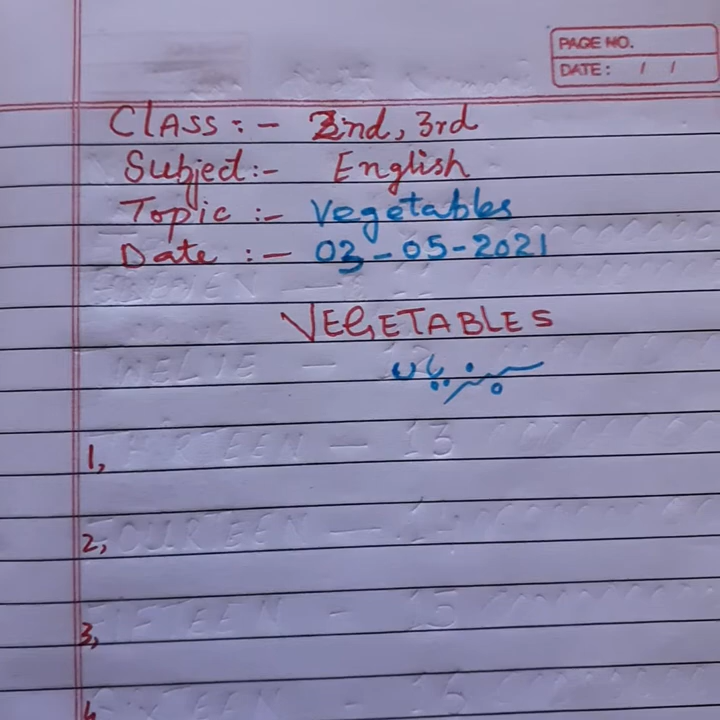 PAGE NO.
DATE: / /
CLASS :- 2nd, 3rd
Subject:- English
Topic :- Vegetables
Date :- 03-05-2021
VEGETABLES
سبزیاں
1,
2,
3,
4